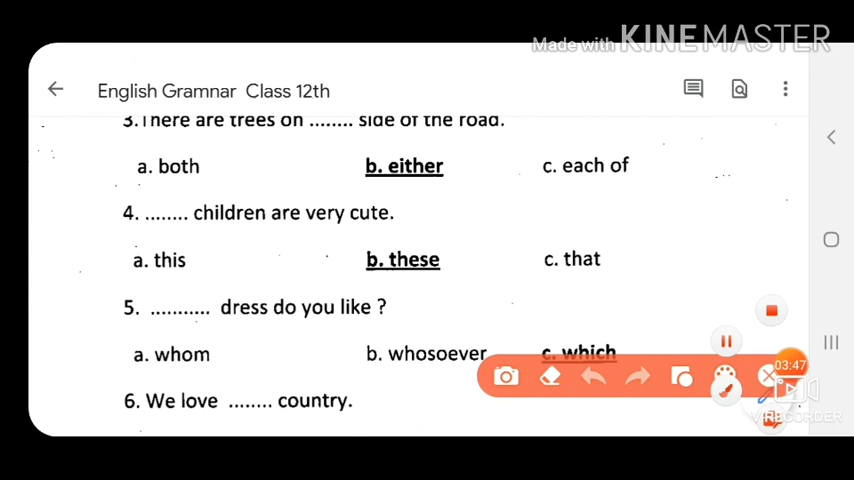 Made with KINEMASTER
English Gramnar Class 12th
3.There are trees on ........ side of the road.
a. both b. either c. each of
4. ........ children are very cute.
a. this b. these c. that
5. ........... dress do you like ?
a. whom b. whosoever c. which
03:47
6. We love ........ country.
VIRECORDER